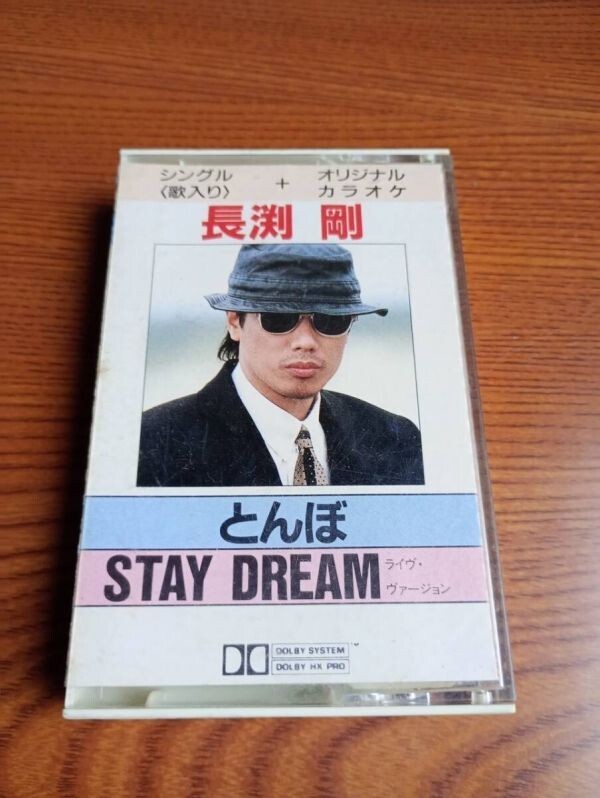 シングル
〈歌入り〉
+
オリジナル
カラオケ
長渕 剛
とんぼ
STAY DREAM
ライヴ・
ヴァージョン
DOLBY SYSTEM
DOLBY HX PRO